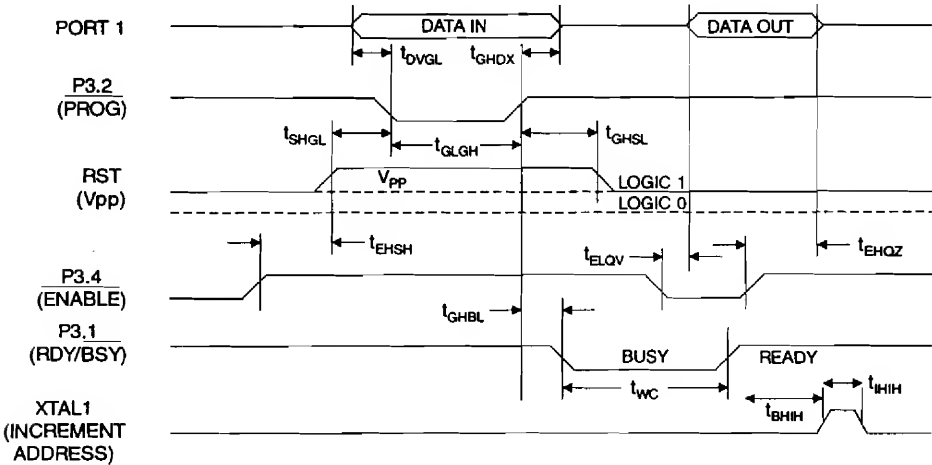 PORT 1
DATA IN
DATA OUT
tDVGL
tGHDX
P3.2
(PROG)
tSHGL
tGLGH
tGHSL
RST
(Vpp)
VPP
LOGIC 1
LOGIC 0
tEHSH
tELQV
tEHQZ
P3.4
(ENABLE)
tGHBL
P3.1
(RDY/BSY)
BUSY
READY
tWC
tBHIH
tIHIH
XTAL1
(INCREMENT
ADDRESS)